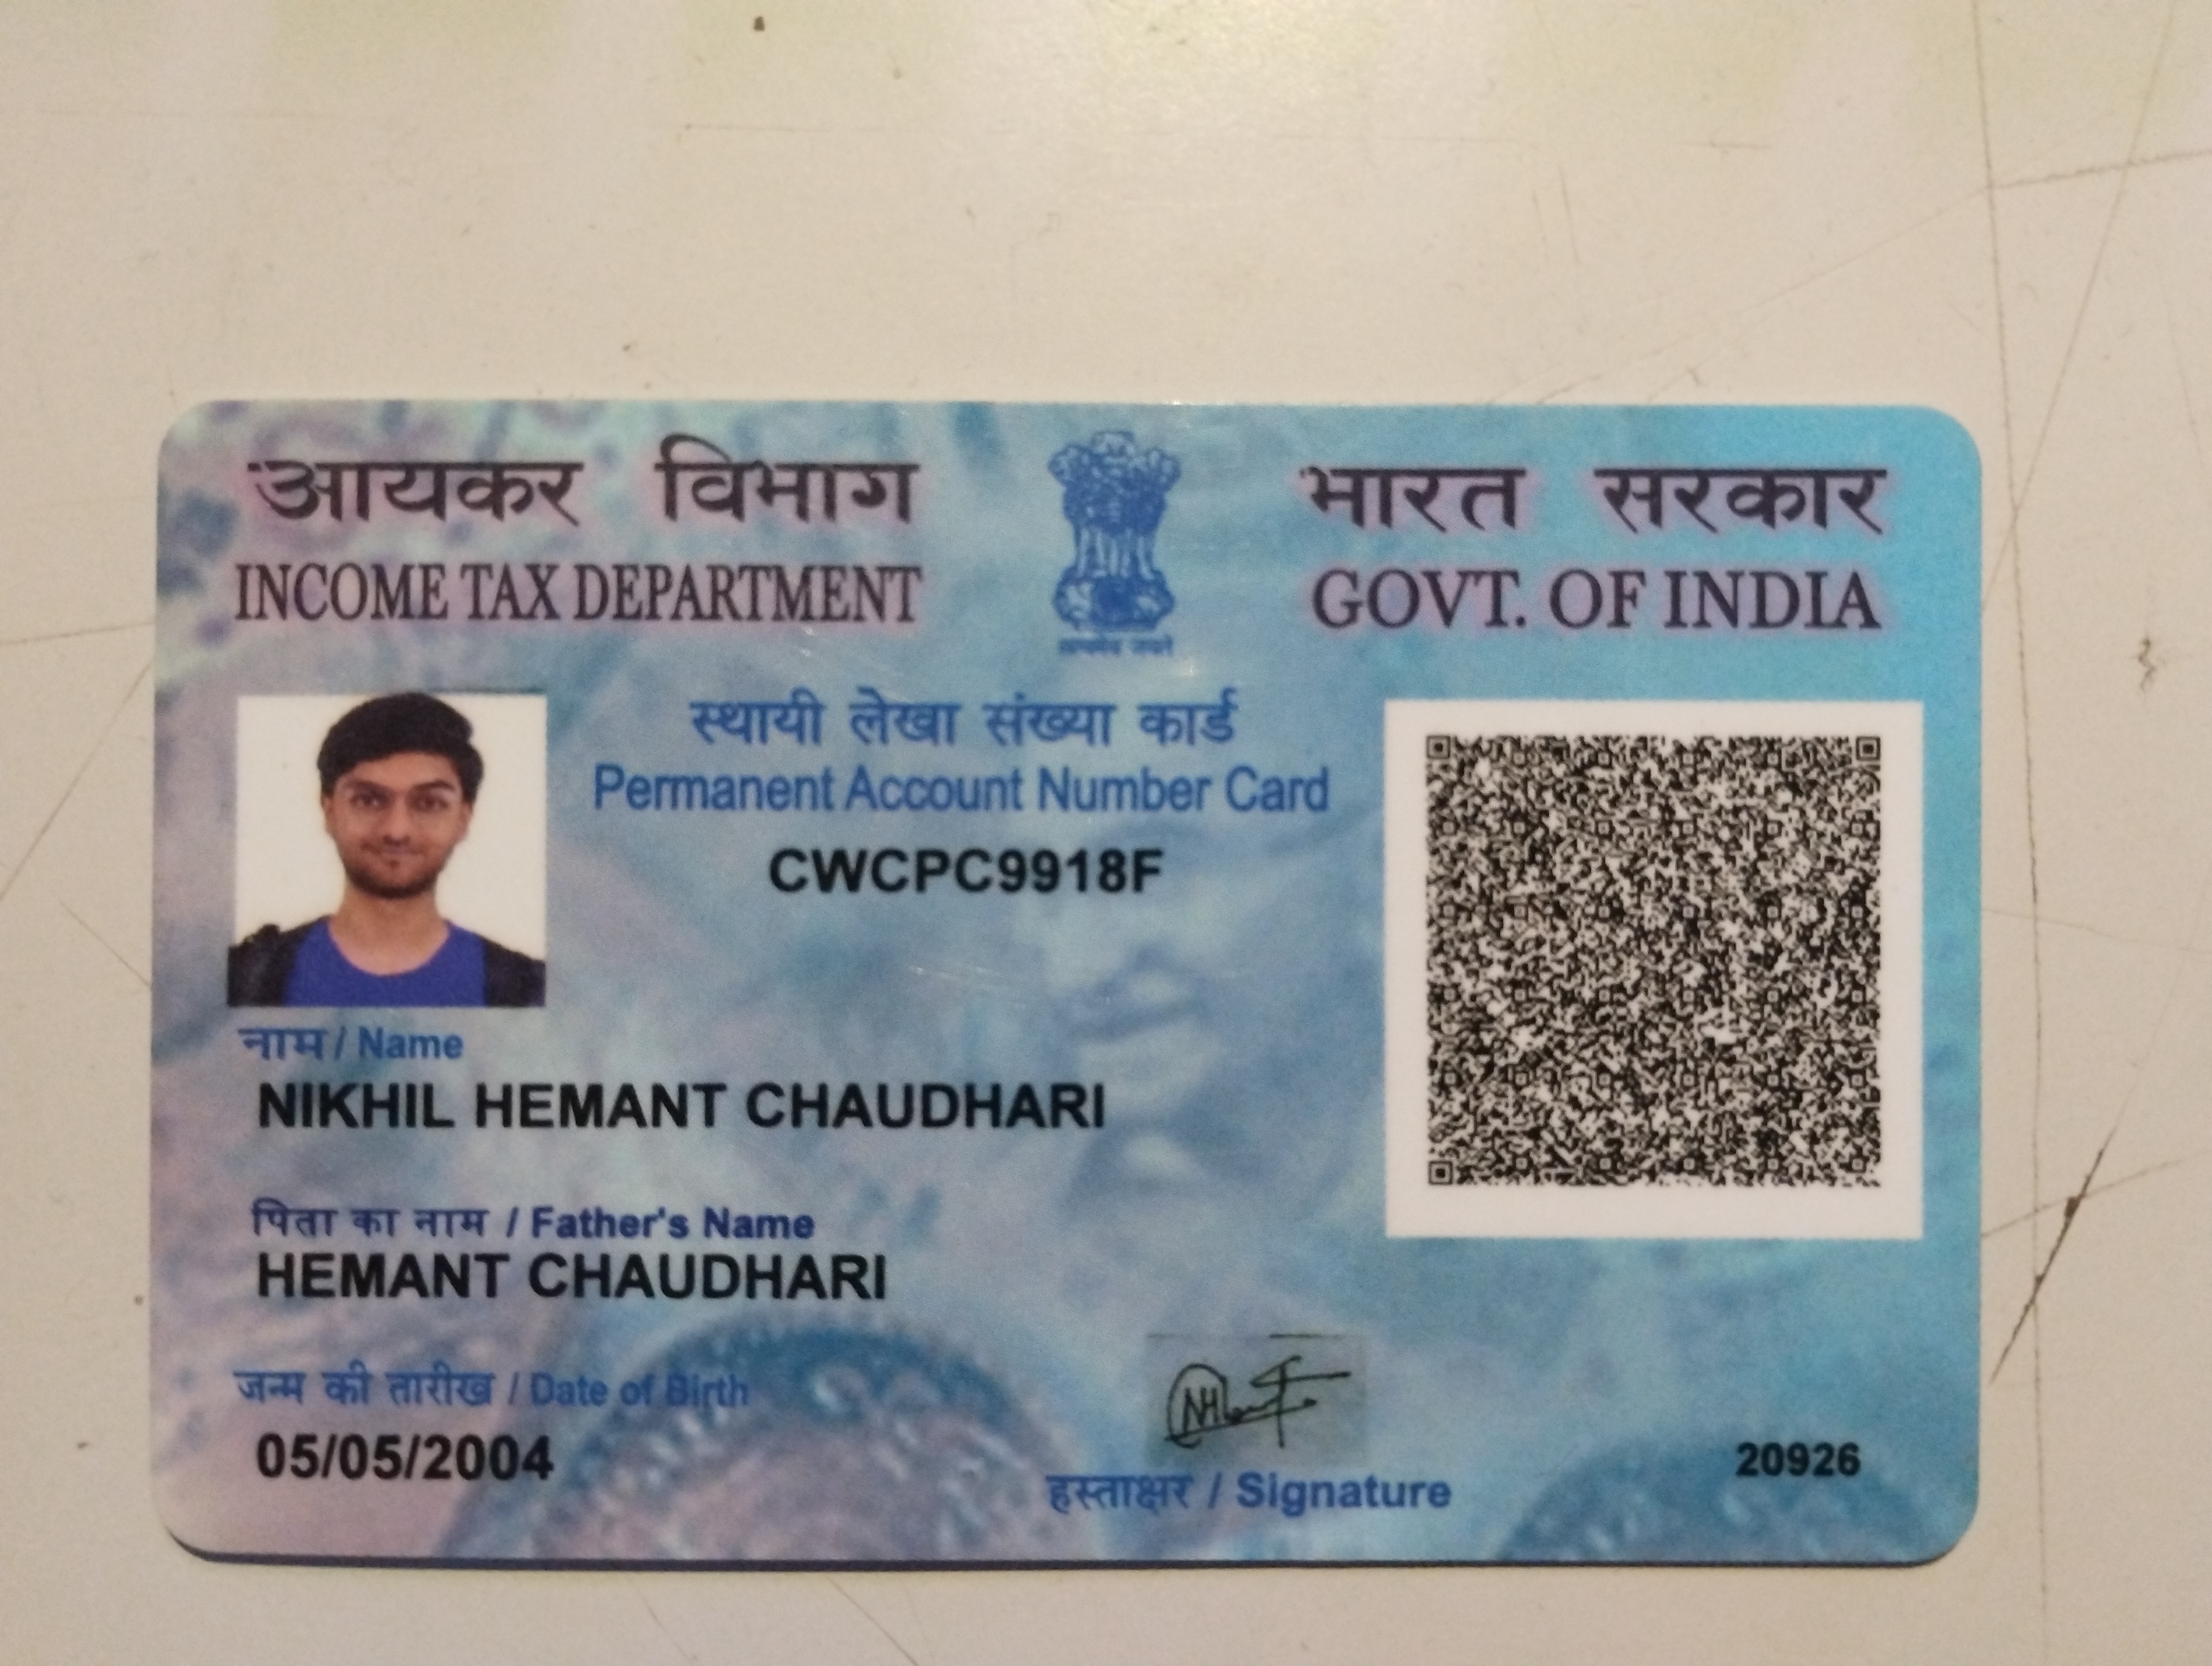 आयकर विभाग
INCOME TAX DEPARTMENT
सत्यमेव जयते
भारत सरकार
GOVT. OF INDIA
स्थायी लेखा संख्या कार्ड
Permanent Account Number Card
CWCPC9918F
नाम / Name
NIKHIL HEMANT CHAUDHARI
पिता का नाम / Father's Name
HEMANT CHAUDHARI
जन्म की तारीख / Date of Birth
05/05/2004
हस्ताक्षर / Signature
20926